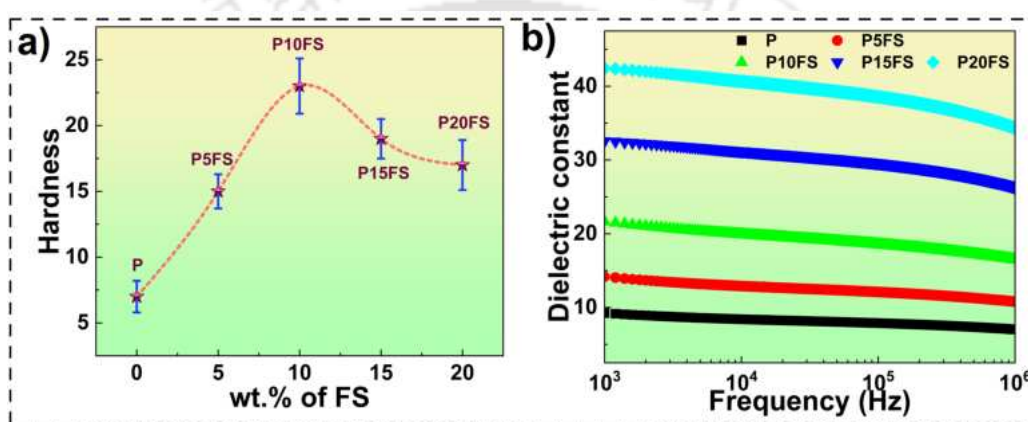 a)
Hardness
25
20
15
10
5
P
P5FS
P10FS
P15FS
P20FS
0 5 10 15 20
wt.% of FS
b)
P P5FS
P10FS P15FS P20FS
Dielectric constant
40
30
20
10
10³ 10⁴ 10⁵ 10⁶
Frequency (Hz)